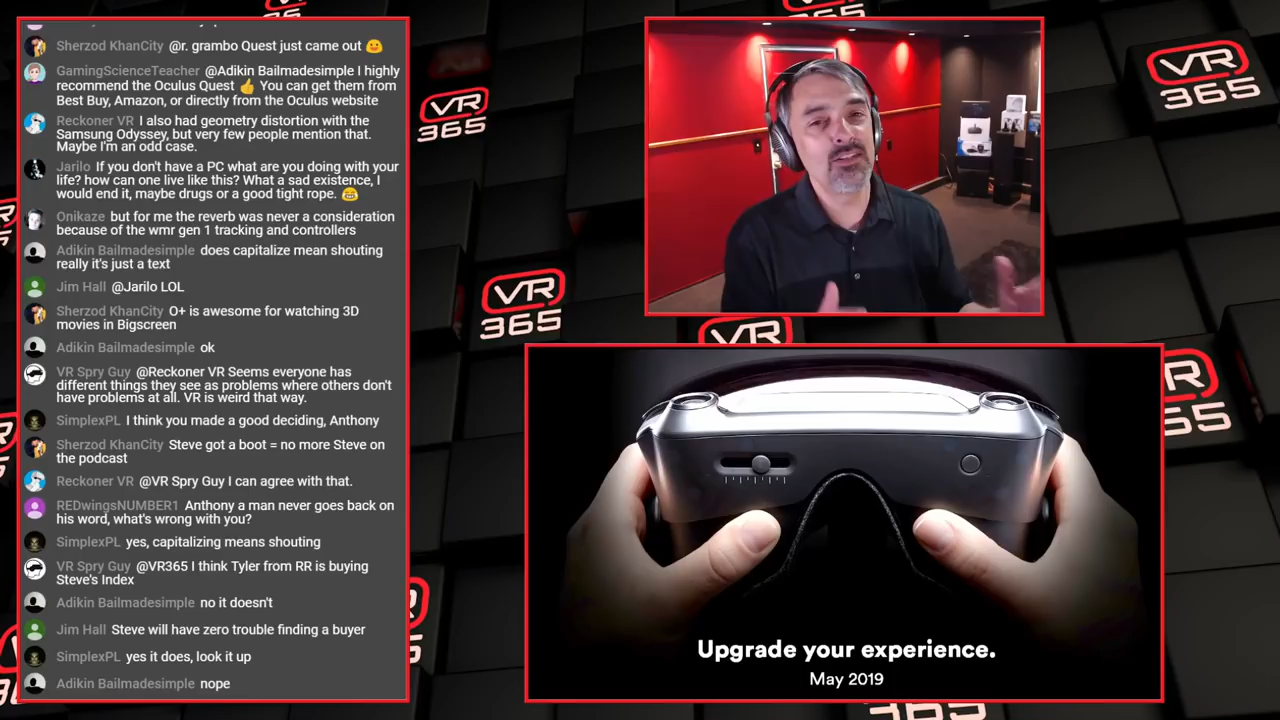 Sherzod KhanCity @r. grambo Quest just came out 
GamingScienceTeacher @Adikin Bailmadesimple I highly
recommend the Oculus Quest 👍 You can get them from
Best Buy, Amazon, or directly from the Oculus website
Reckoner VR I also had geometry distortion with the
Samsung Odyssey, but very few people mention that.
Maybe I'm an odd case.
Jarilo If you don't have a PC what are you doing with your
life? how can one live like this? What a sad existence, I
would end it, maybe drugs or a good tight rope. 😂
Onikaze but for me the reverb was never a consideration
because of the wmr gen 1 tracking and controllers
Adikin Bailmadesimple does capitalize mean shouting
really it's just a text
Jim Hall @Jarilo LOL
Sherzod KhanCity O+ is awesome for watching 3D
movies in Bigscreen
Adikin Bailmadesimple ok
VR Spry Guy @Reckoner VR Seems everyone has
different things they see as problems where others don't
have problems at all. VR is weird that way.
SimplexPL I think you made a good deciding, Anthony
Sherzod KhanCity Steve got a boot = no more Steve on
the podcast
Reckoner VR @VR Spry Guy I can agree with that.
REDwingsNUMBER1 Anthony a man never goes back on
his word, what's wrong with you?
SimplexPL yes, capitalizing means shouting
VR Spry Guy @VR365 I think Tyler from RR is buying
Steve's Index
Adikin Bailmadesimple no it doesn't
Jim Hall Steve will have zero trouble finding a buyer
SimplexPL yes it does, look it up
Adikin Bailmadesimple nope
VR
365
VR
365
VR
365
VR
365
Upgrade your experience.
May 2019